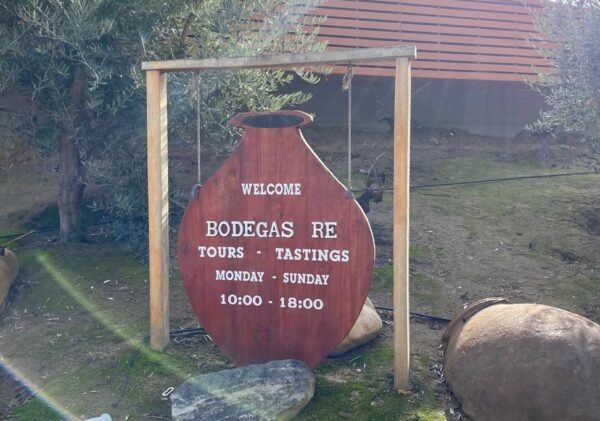 WELCOME
BODEGAS RE
TOURS - TASTINGS
MONDAY - SUNDAY
10:00 - 18:00